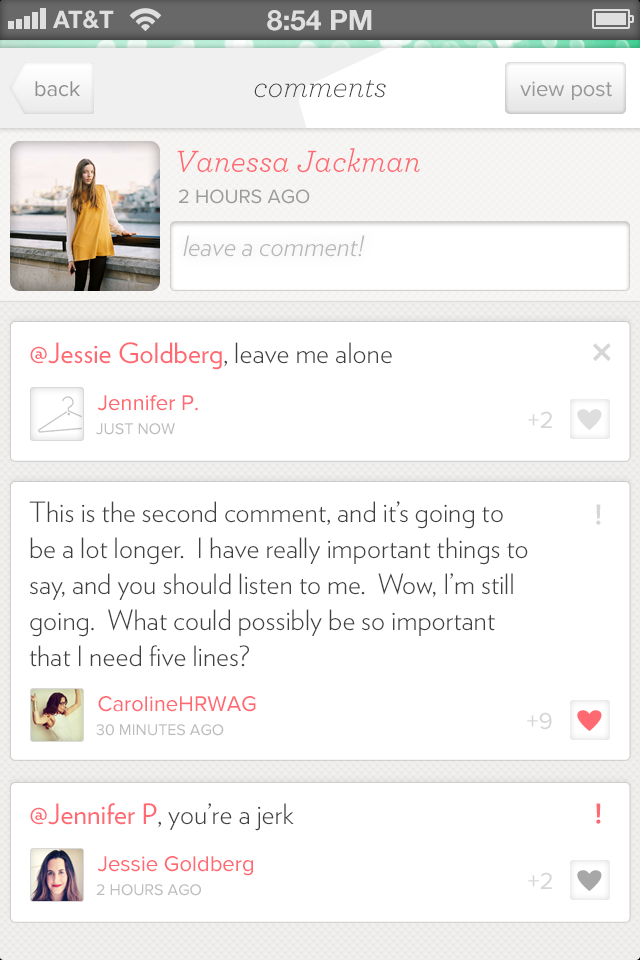 AT&T 8:54 PM
back comments view post
Vanessa Jackman
2 HOURS AGO
leave a comment!
@Jessie Goldberg, leave me alone
Jennifer P.
JUST NOW
+2
This is the second comment, and it's going to
be a lot longer.  I have really important things to
say, and you should listen to me.  Wow, I'm still
going.  What could possibly be so important
that I need five lines?
CarolineHRWAG
30 MINUTES AGO
+9
!
@Jennifer P, you're a jerk
!
Jessie Goldberg
2 HOURS AGO
+2